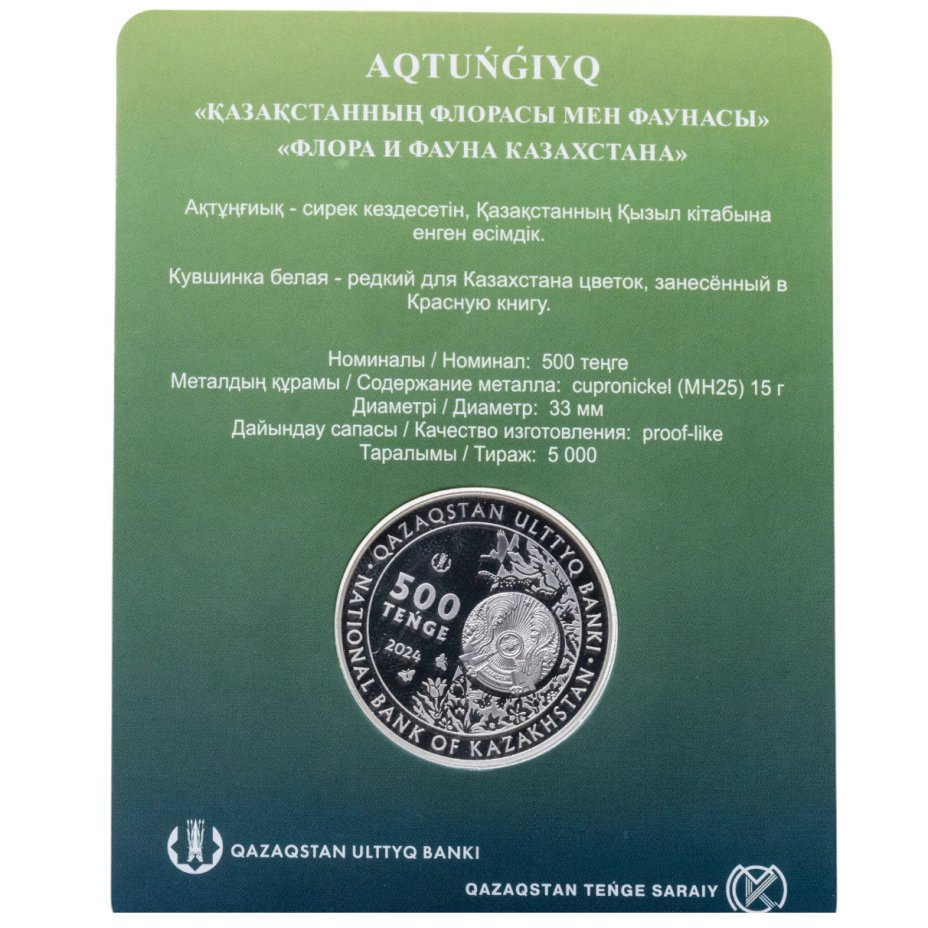 AQTUŃǴIYQ
«ҚАЗАҚСТАННЫҢ ФЛОРАСЫ МЕН ФАУНАСЫ»
«ФЛОРА И ФАУНА КАЗАХСТАНА»
Ақтұңғиық - сирек кездесетін, Қазақстанның Қызыл кітабына
енген өсімдік.
Кувшинка белая - редкий для Казахстана цветок, занесённый в
Красную книгу.
Номиналы / Номинал: 500 теңге
Металдың құрамы / Содержание металла: cupronickel (МН25) 15 г
Диаметрі / Диаметр: 33 мм
Дайындау сапасы / Качество изготовления: proof-like
Таралымы / Тираж: 5 000
QAZAQSTAN ULTTYQ BANKI
500
TEŃGE
2024
NATIONAL BANK OF KAZAKHSTAN
QAZAQSTAN ULTTYQ BANKI
QAZAQSTAN TEŃGE SARAIY